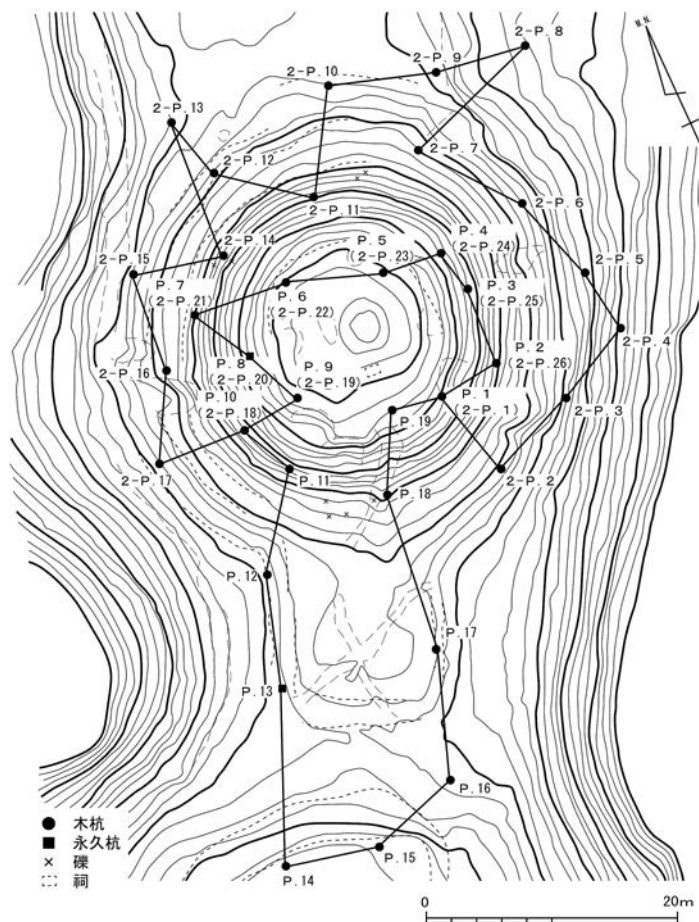 M.N.
2-P.8
2-P.9
2-P.10
2-P.13
2-P.7
2-P.12
2-P.11
2-P.6
P.4
(2-P.24)
2-P.14
P.5
(2-P.23)
2-P.15
2-P.5
P.7
(2-P.21)
P.3
(2-P.25)
P.6
(2-P.22)
2-P.4
P.2
(2-P.26)
P.8
(2-P.20)
P.9
(2-P.19)
2-P.16
P.10
(2-P.18)
P.1
(2-P.1)
2-P.3
P.19
2-P.17
P.11
2-P.2
P.18
P.12
P.17
P.13
P.16
P.15
P.14
木杭
永久杭
礫
祠
0 20m